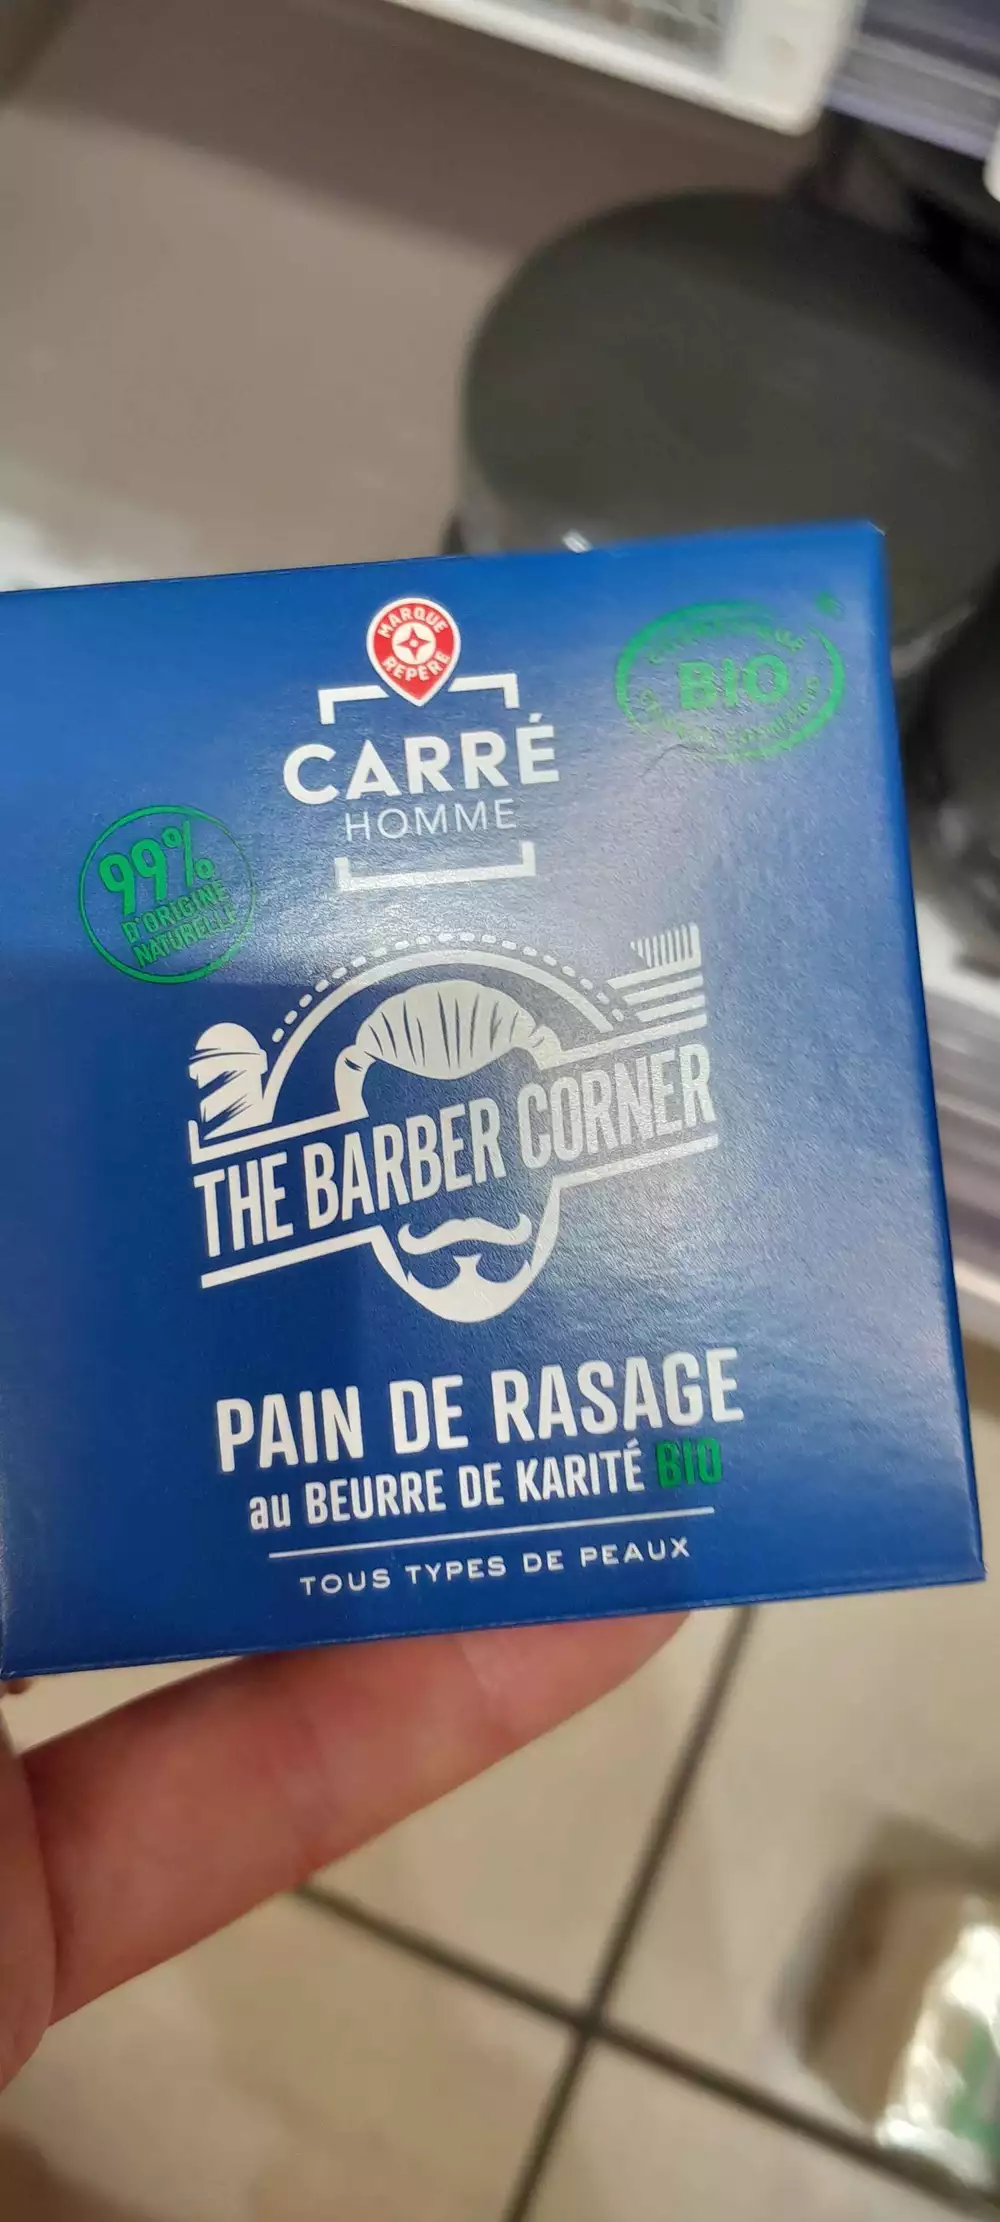 MARQUE
REPÈRE
CARRÉ
HOMME
BIO
99%
D'ORIGINE
NATURELLE
THE BARBER CORNER
PAIN DE RASAGE
au BEURRE DE KARITÉ BIO
TOUS TYPES DE PEAUX